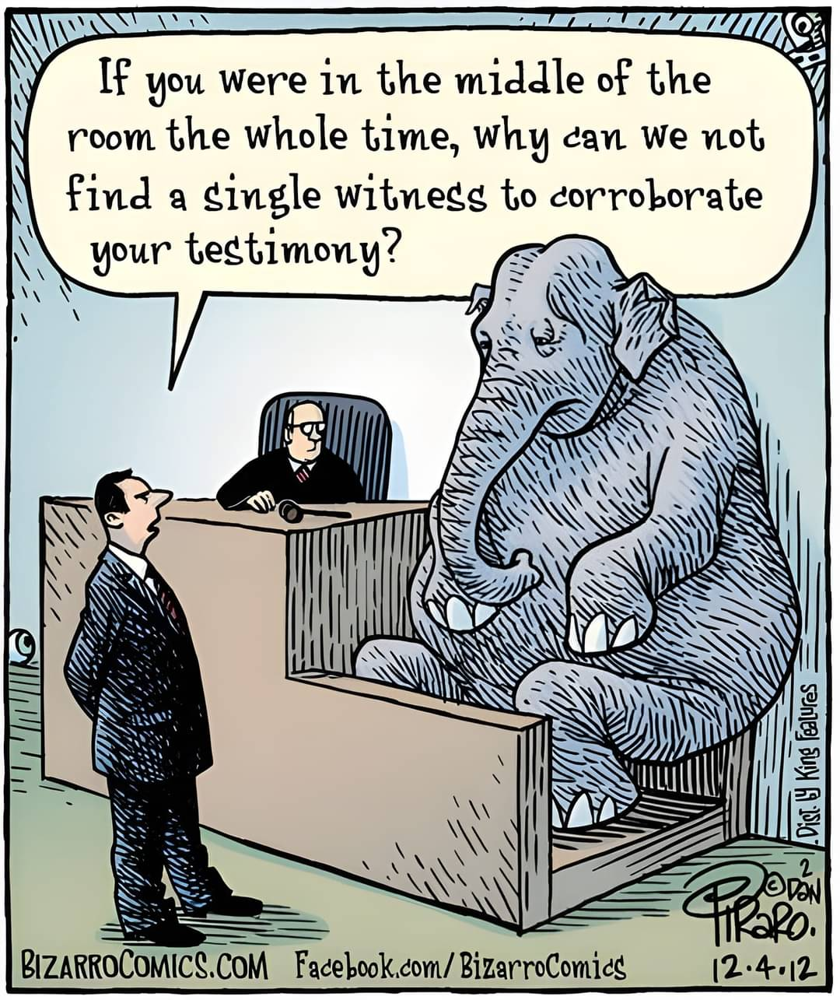 If you were in the middle of the
room the whole time, why can we not
find a single witness to corroborate
your testimony?
Dist. by King Features
2
© DAN
PIRARO.
BIZARROCOMICS.COM Facebook.com/BizarroComics
12.4.12